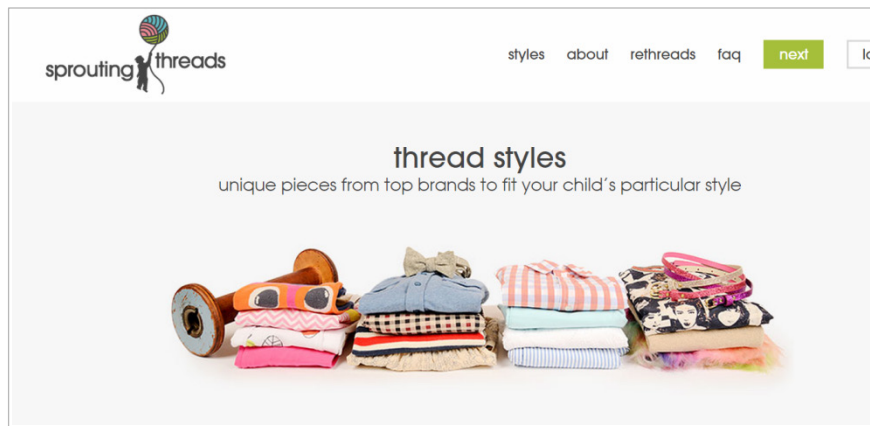 sprouting threads
styles about rethreads faq next
thread styles
unique pieces from top brands to fit your child's particular style